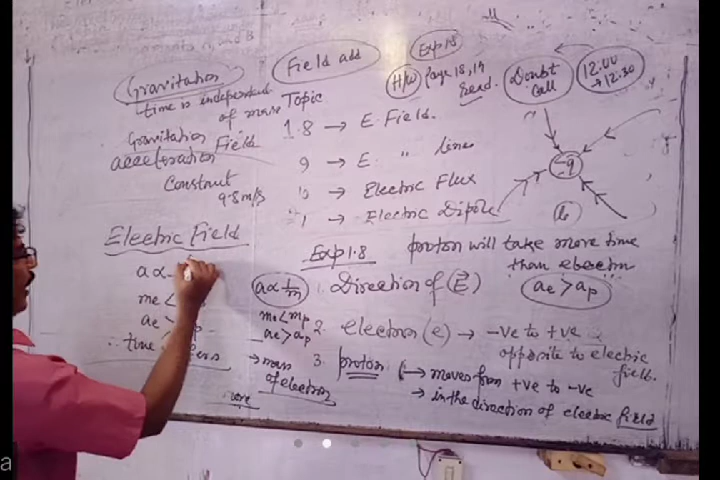 Gravitation
time is independent
of mass
Gravitation Field
acceleration
Constut
9.8 m/s
Electric Field
a ∝
me <
ae > p
∴ time
Field add
Topic
1.8 → E. Field.
9 → E. " lines
10 → Electric Flux
11 → Electric Dipole
Exp 1.8
H/W Page 18, 19
Read.
Doubt
Call
12:00
→ 12:30
-q
(b)
Exp 1.8
proton will take more time
than electron
ae > ap
a ∝ 1/m
me < mp
ae > ap
→ mass
of electron
1. Direction of (E⃗)
2. electron (e) → -ve to +ve
opposite to electric
field.
3. proton → moves from +ve to -ve
→ in the direction of electric field
a